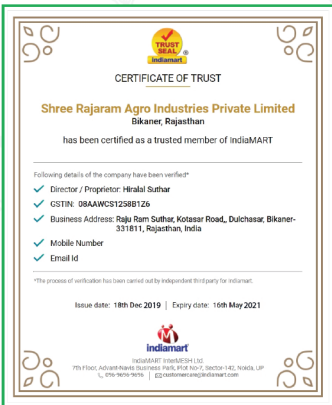 TRUST
SEAL
®
indiamart
CERTIFICATE OF TRUST
Shree Rajaram Agro Industries Private Limited
Bikaner, Rajasthan
has been certified as a trusted member of IndiaMART
Following details of the company have been verified*
Director / Proprietor: Hiralal Suthar
GSTIN: 08AAWCS1258B1Z6
Business Address: Raju Ram Suthar, Kotasar Road,, Dulchasar, Bikaner-
331811, Rajasthan, India
Mobile Number
Email Id
*The process of verification has been carried out by independent third party for Indiamart.
Issue date: 18th Dec 2019 | Expiry date: 16th May 2021
indiamart
IndiaMART InterMESH Ltd.
7th Floor, Advant-Navis Business Park, Plot No-7, Sector-142, Noida, UP
096-9696-9696 | customercare@indiamart.com